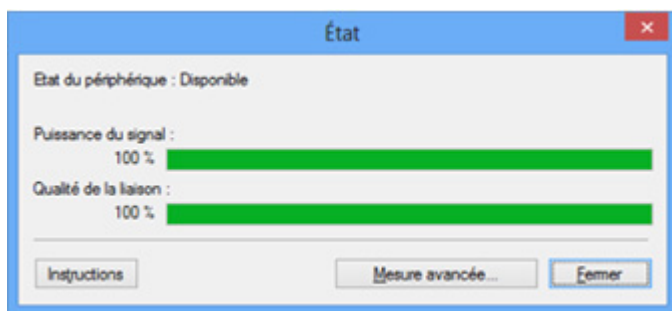 État
Etat du périphérique : Disponible
Puissance du signal :
100 %
Qualité de la liaison :
100 %
Instructions
Mesure avancée...
Fermer